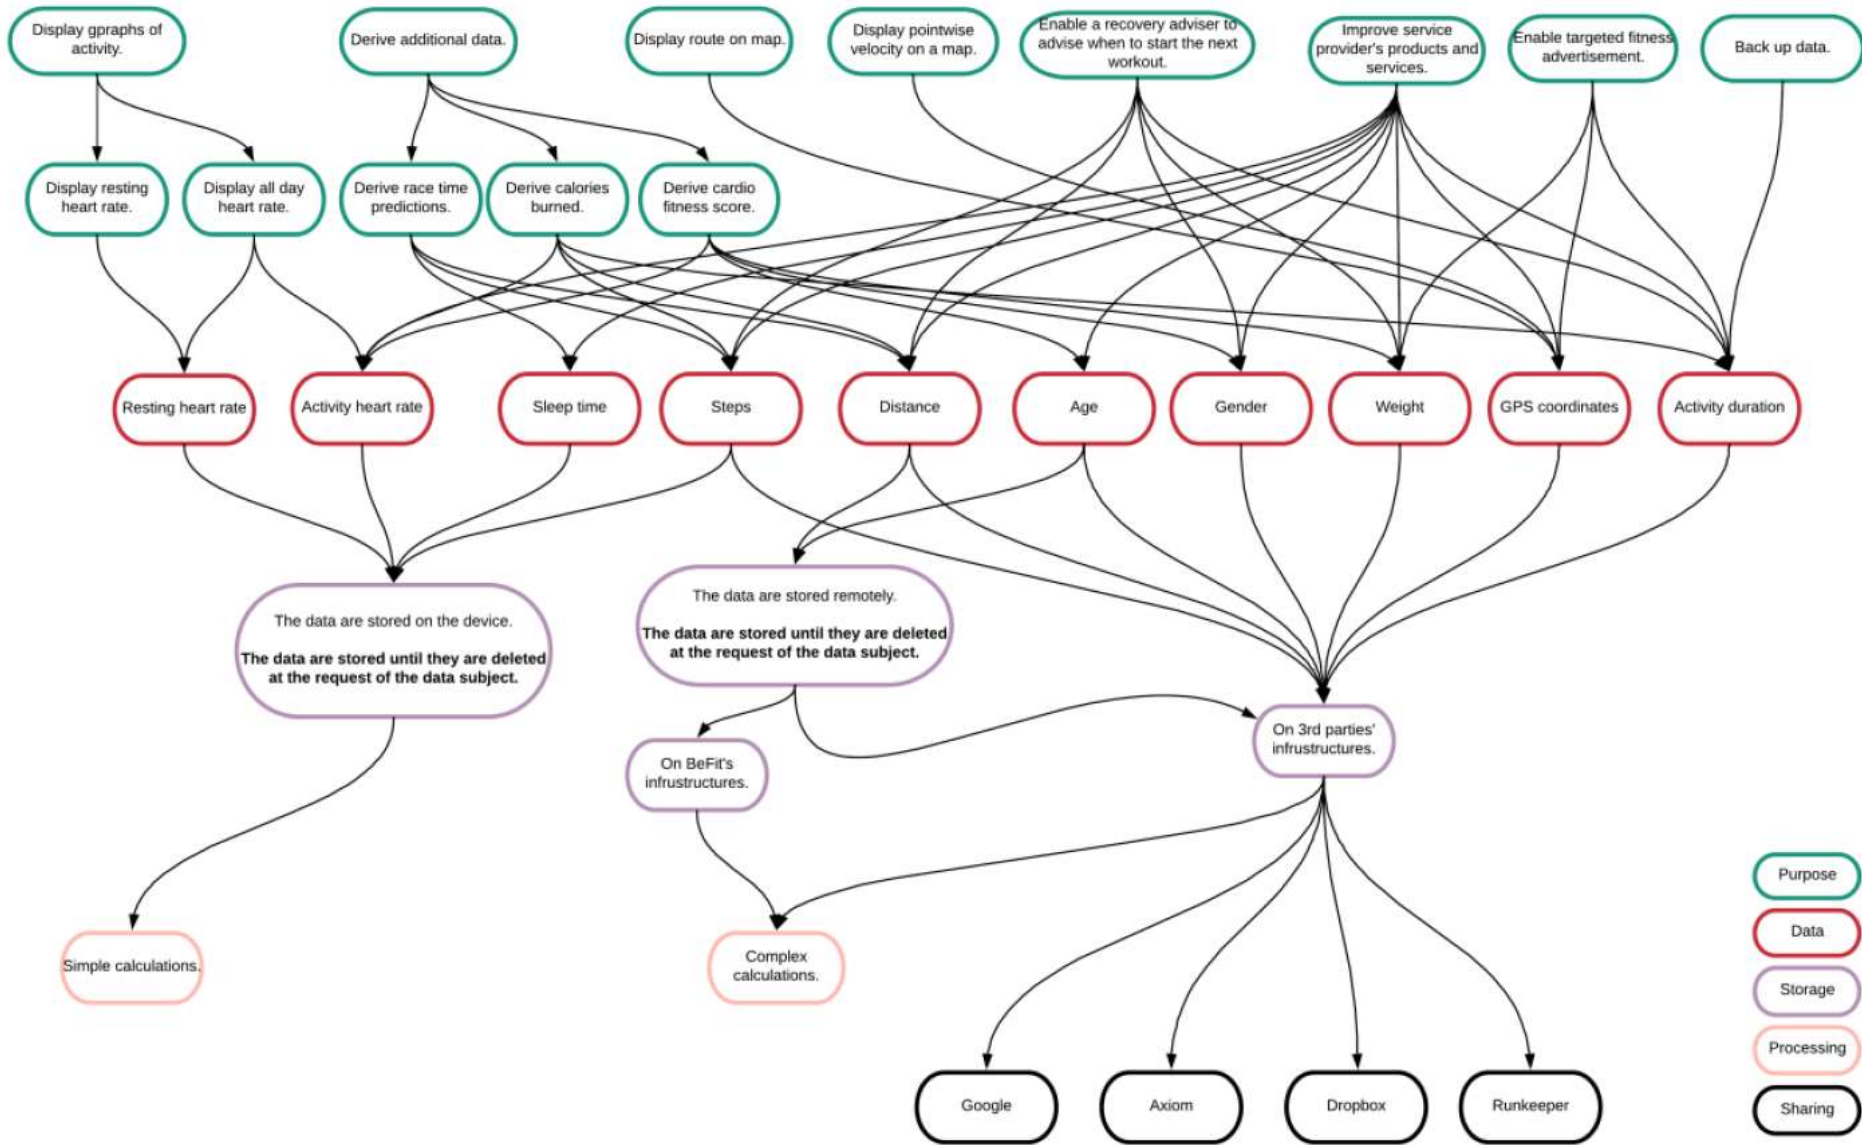 Display gpraphs of
activity.
Derive additional data.
Display route on map.
Display pointwise
velocity on a map.
Enable a recovery adviser to
advise when to start the next
workout.
Improve service
provider's products and
services.
Enable targeted fitness
advertisement.
Back up data.
Display resting
heart rate.
Display all day
heart rate.
Derive race time
predictions.
Derive calories
burned.
Derive cardio
fitness score.
Resting heart rate
Activity heart rate
Sleep time
Steps
Distance
Age
Gender
Weight
GPS coordinates
Activity duration
The data are stored on the device.
The data are stored until they are deleted
at the request of the data subject.
The data are stored remotely.
The data are stored until they are deleted
at the request of the data subject.
On BeFit's
infrustructures.
On 3rd parties'
infrustructures.
Simple calculations.
Complex
calculations.
Google
Axiom
Dropbox
Runkeeper
Purpose
Data
Storage
Processing
Sharing